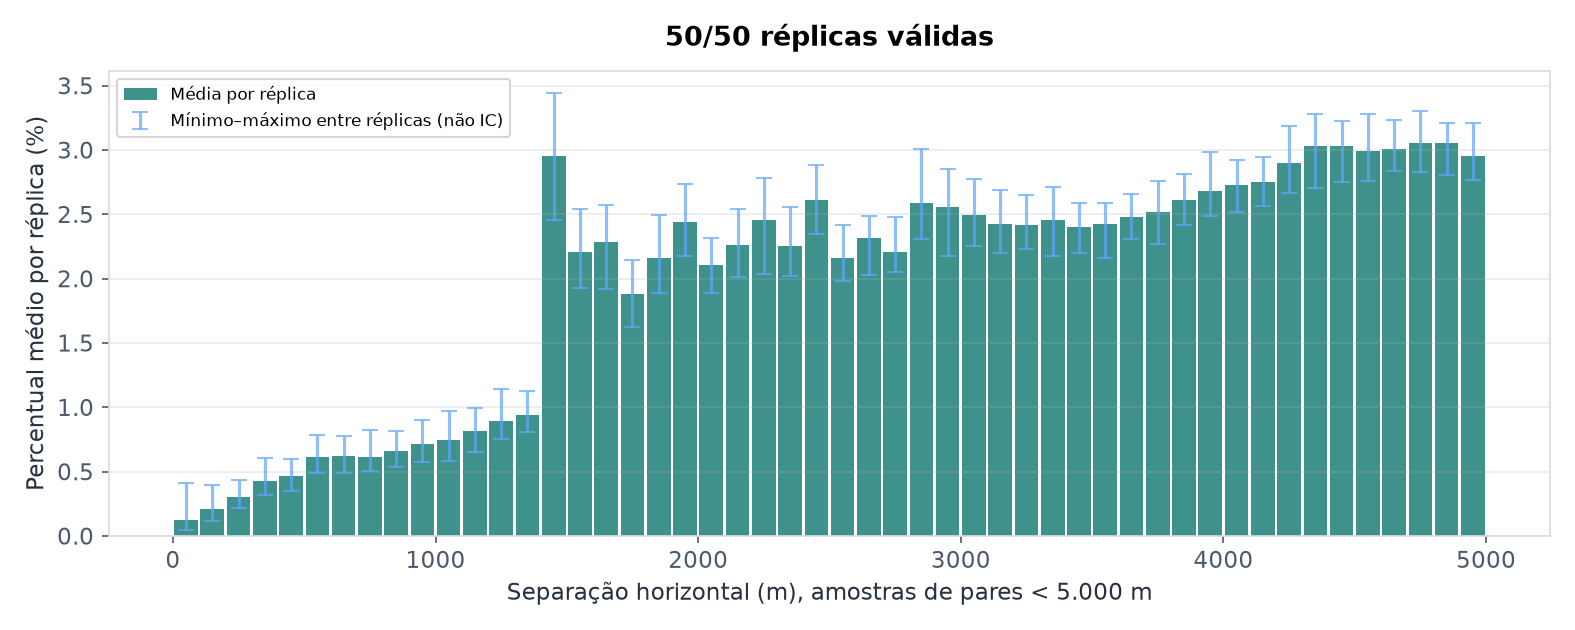 50/50 réplicas válidas
Média por réplica
Mínimo–máximo entre réplicas (não IC)
Percentual médio por réplica (%)
3.5
3.0
2.5
2.0
1.5
1.0
0.5
0.0
0 1000 2000 3000 4000 5000
Separação horizontal (m), amostras de pares < 5.000 m